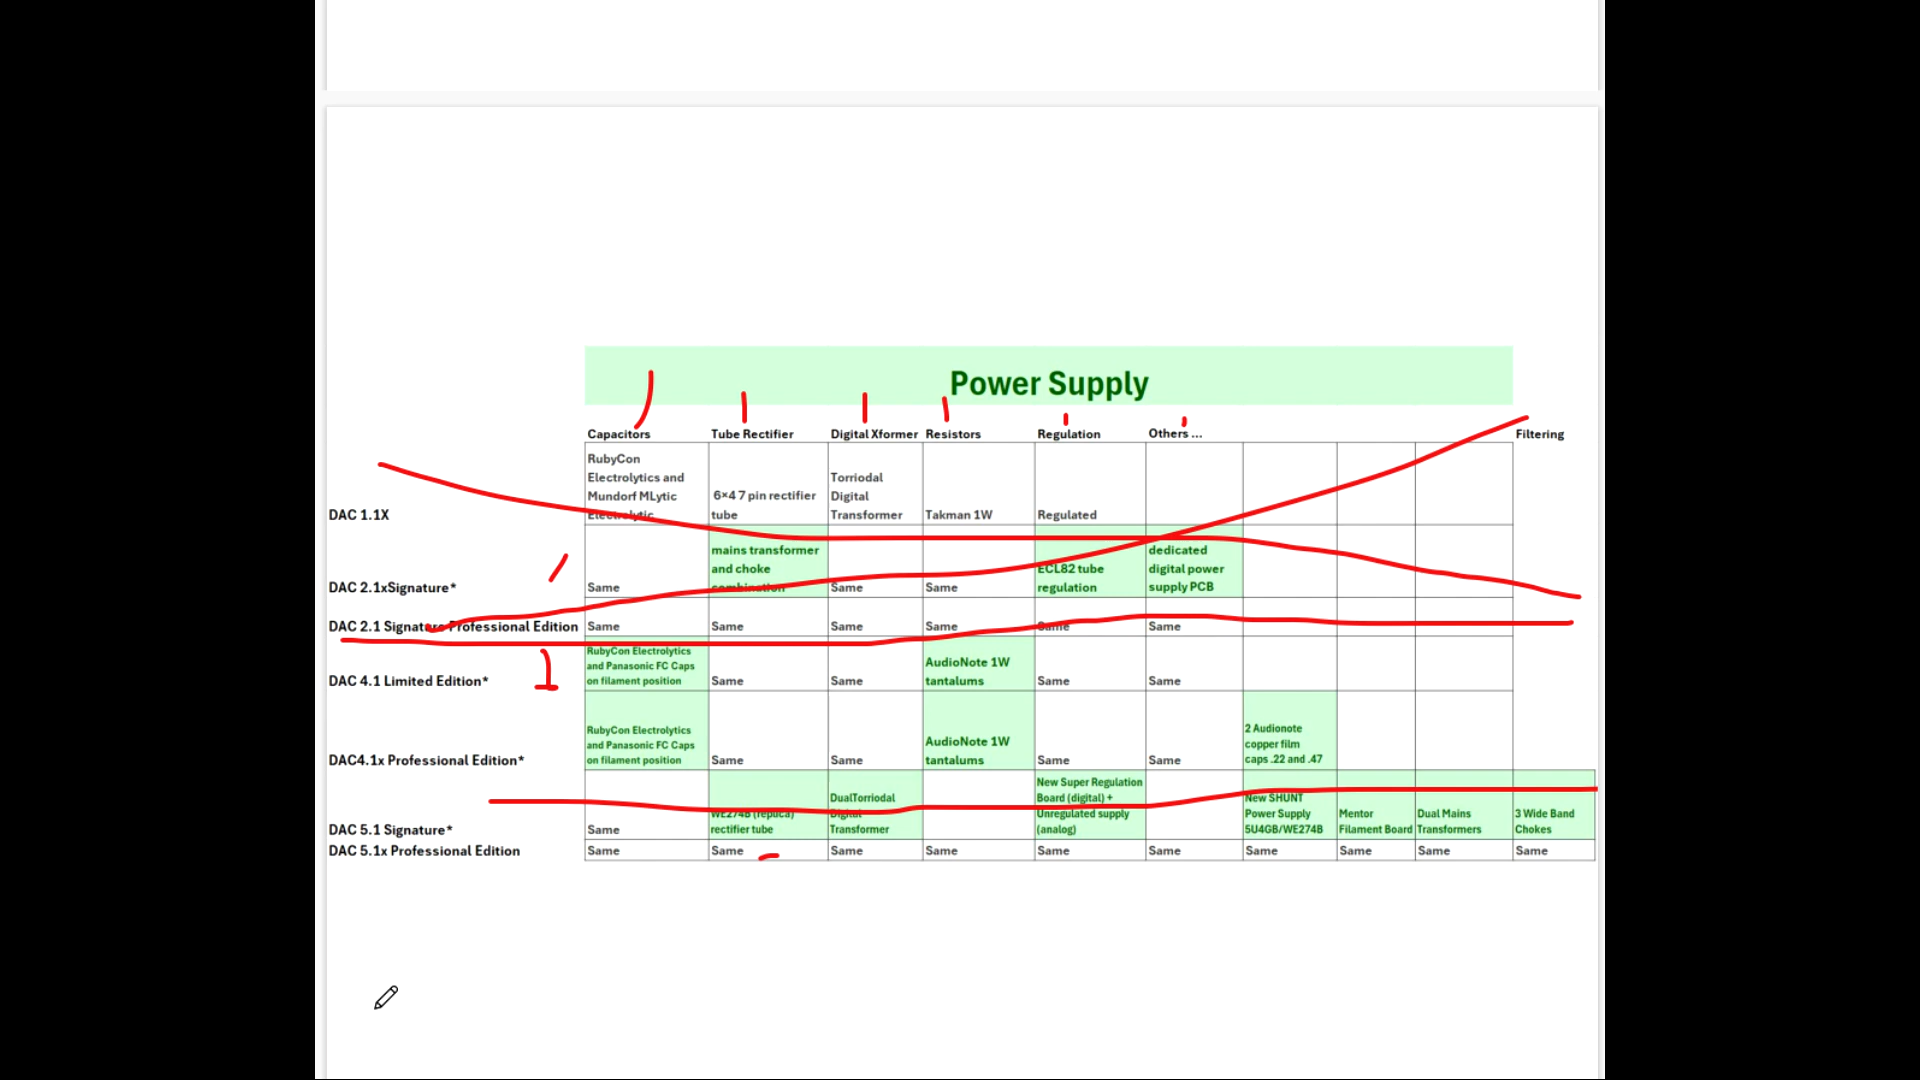 Power Supply
Capacitors Tube Rectifier Digital Xformer Resistors Regulation Others ... Filtering
DAC 1.1X RubyCon Electrolytics and Mundorf MLytic Electrolytic 6×4 7 pin rectifier tube Torriodal Digital Transformer Takman 1W Regulated
DAC 2.1xSignature* Same mains transformer and choke combination Same Same ECL82 tube regulation dedicated digital power supply PCB
DAC 2.1 Signature Professional Edition Same Same Same Same Same Same
DAC 4.1 Limited Edition* RubyCon Electrolytics and Panasonic FC Caps on filament position Same Same AudioNote 1W tantalums Same Same
DAC4.1x Professional Edition* RubyCon Electrolytics and Panasonic FC Caps on filament position Same Same AudioNote 1W tantalums Same Same 2 Audionote copper film caps .22 and .47
DAC 5.1 Signature* Same WE274B (replica) rectifier tube DualTorriodal Digital Transformer New Super Regulation Board (digital) + Unregulated supply (analog) New SHUNT Power Supply 5U4GB/WE274B Mentor Filament Board Dual Mains Transformers 3 Wide Band Chokes
DAC 5.1x Professional Edition Same Same Same Same Same Same Same Same Same Same